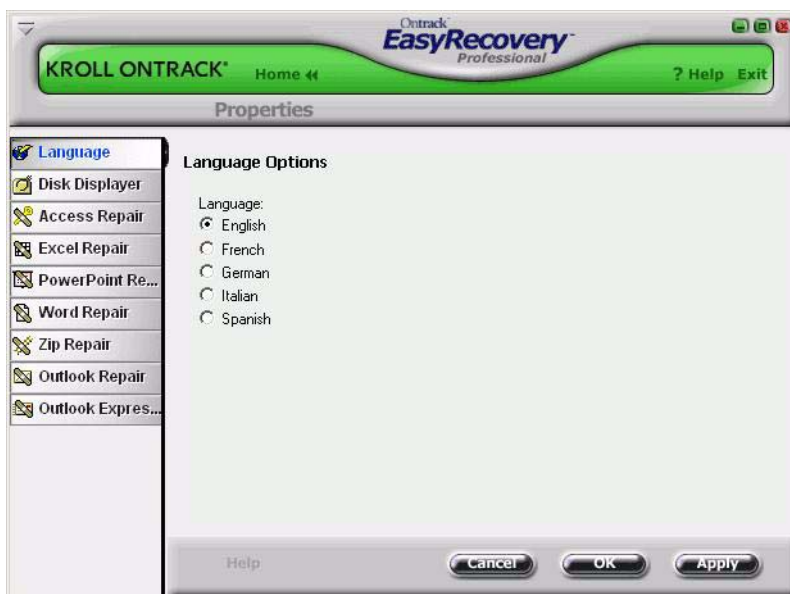 Ontrack
EasyRecovery
Professional
KROLL ONTRACK®
Home
? Help Exit
Properties
Language
Disk Displayer
Access Repair
Excel Repair
PowerPoint Re...
Word Repair
Zip Repair
Outlook Repair
Outlook Expres...
Language Options
Language:
English
French
German
Italian
Spanish
Help
Cancel
OK
Apply